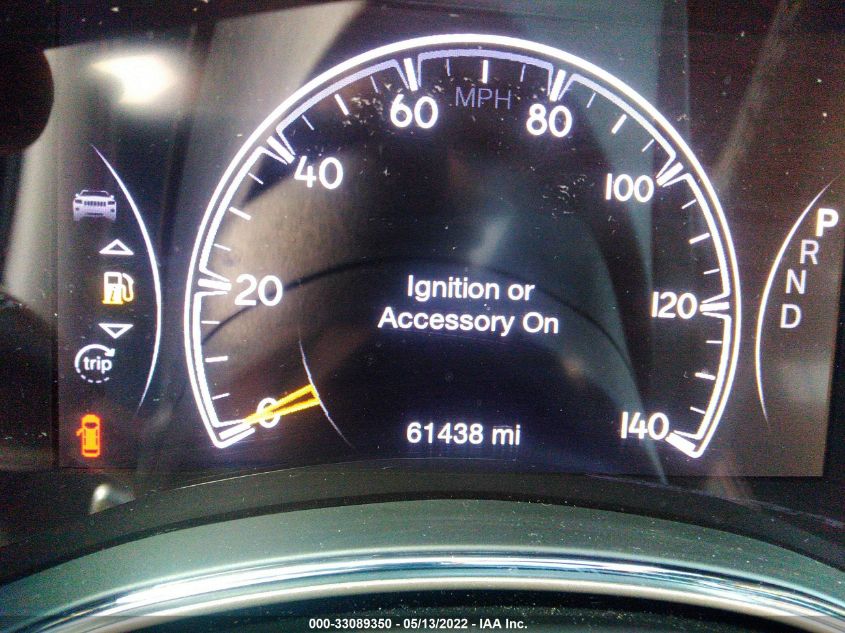 60
MPH
80
40
100
20
120
0
140
Ignition or
Accessory On
61438 mi
trip
P
R
N
D
000-33089350 - 05/13/2022 - IAA Inc.